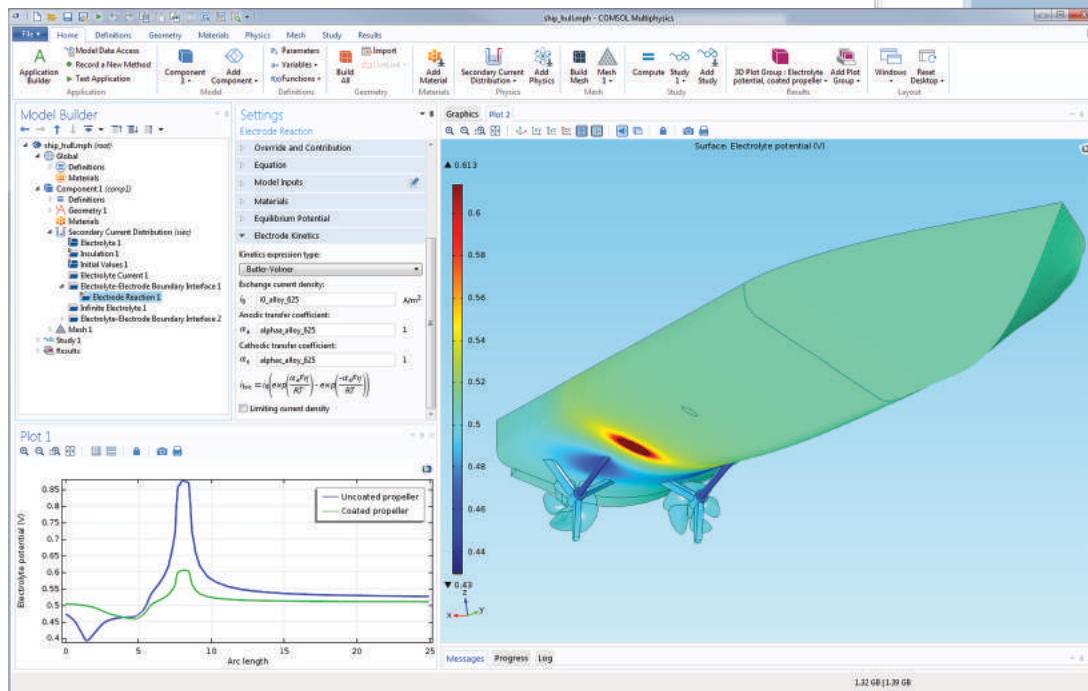 ship_hull.mph - COMSOL Multiphysics
File Home Definitions Geometry Materials Physics Mesh Study Results
Application Builder
Model Data Access
Record a New Method
Test Application
Application
Component 1
Add Component
Model
Parameters
Variables
Functions
Definitions
Build All
Import
LiveLink
Geometry
Add Material
Materials
Secondary Current Distribution
Add Physics
Physics
Build Mesh
Mesh 1
Mesh
Compute
Study 1
Add Study
Study
3D Plot Group : Electrolyte potential, coated propeller
Add Plot Group
Results
Windows
Reset Desktop
Layout
Model Builder
ship_hull.mph (root)
Global
Definitions
Materials
Component 1 (comp1)
Definitions
Geometry 1
Materials
Secondary Current Distribution (siec)
Electrolyte 1
Insulation 1
Initial Values 1
Electrolyte Current 1
Electrolyte-Electrode Boundary Interface 1
Electrode Reaction 1
Infinite Electrolyte 1
Electrolyte-Electrode Boundary Interface 2
Mesh 1
Study 1
Results
Settings
Electrode Reaction
Override and Contribution
Equation
Model Inputs
Materials
Equilibrium Potential
Electrode Kinetics
Kinetics expression type:
Butler-Volmer
Exchange current density:
i0 i0_alloy_625 A/m²
Anodic transfer coefficient:
αa alphaa_alloy_625 1
Cathodic transfer coefficient:
αc alphac_alloy_625 1
Limiting current density
Graphics Plot 2
Surface: Electrolyte potential (V)
▲ 0.613
0.6
0.58
0.56
0.54
0.52
0.5
0.48
0.46
0.44
▼ 0.43
z
x
y
Plot 1
Uncoated propeller
Coated propeller
Electrolyte potential (V)
0.85
0.8
0.75
0.7
0.65
0.6
0.55
0.5
0.45
0.4
0 5 10 15 20 25
Arc length
Messages Progress Log
1.32 GB | 1.39 GB